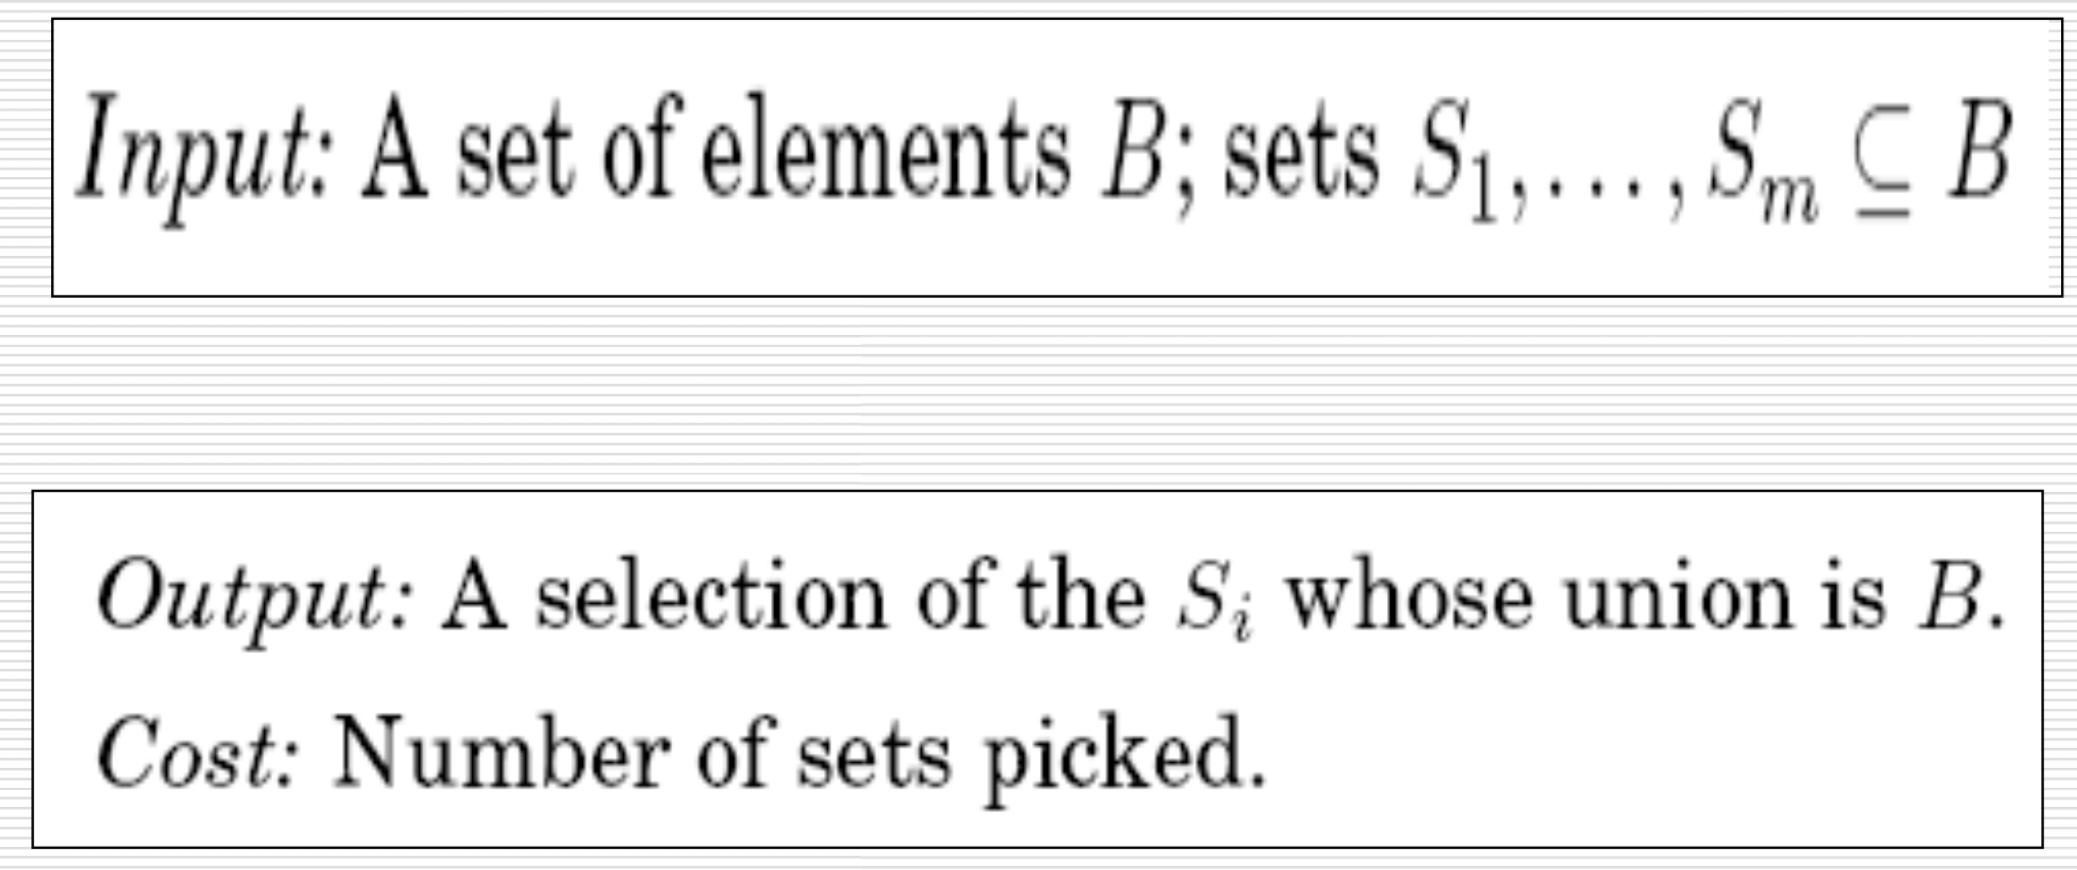 Input: A set of elements B; sets S₁, . . . , Sₘ ⊆ B
Output: A selection of the Sᵢ whose union is B.
Cost: Number of sets picked.